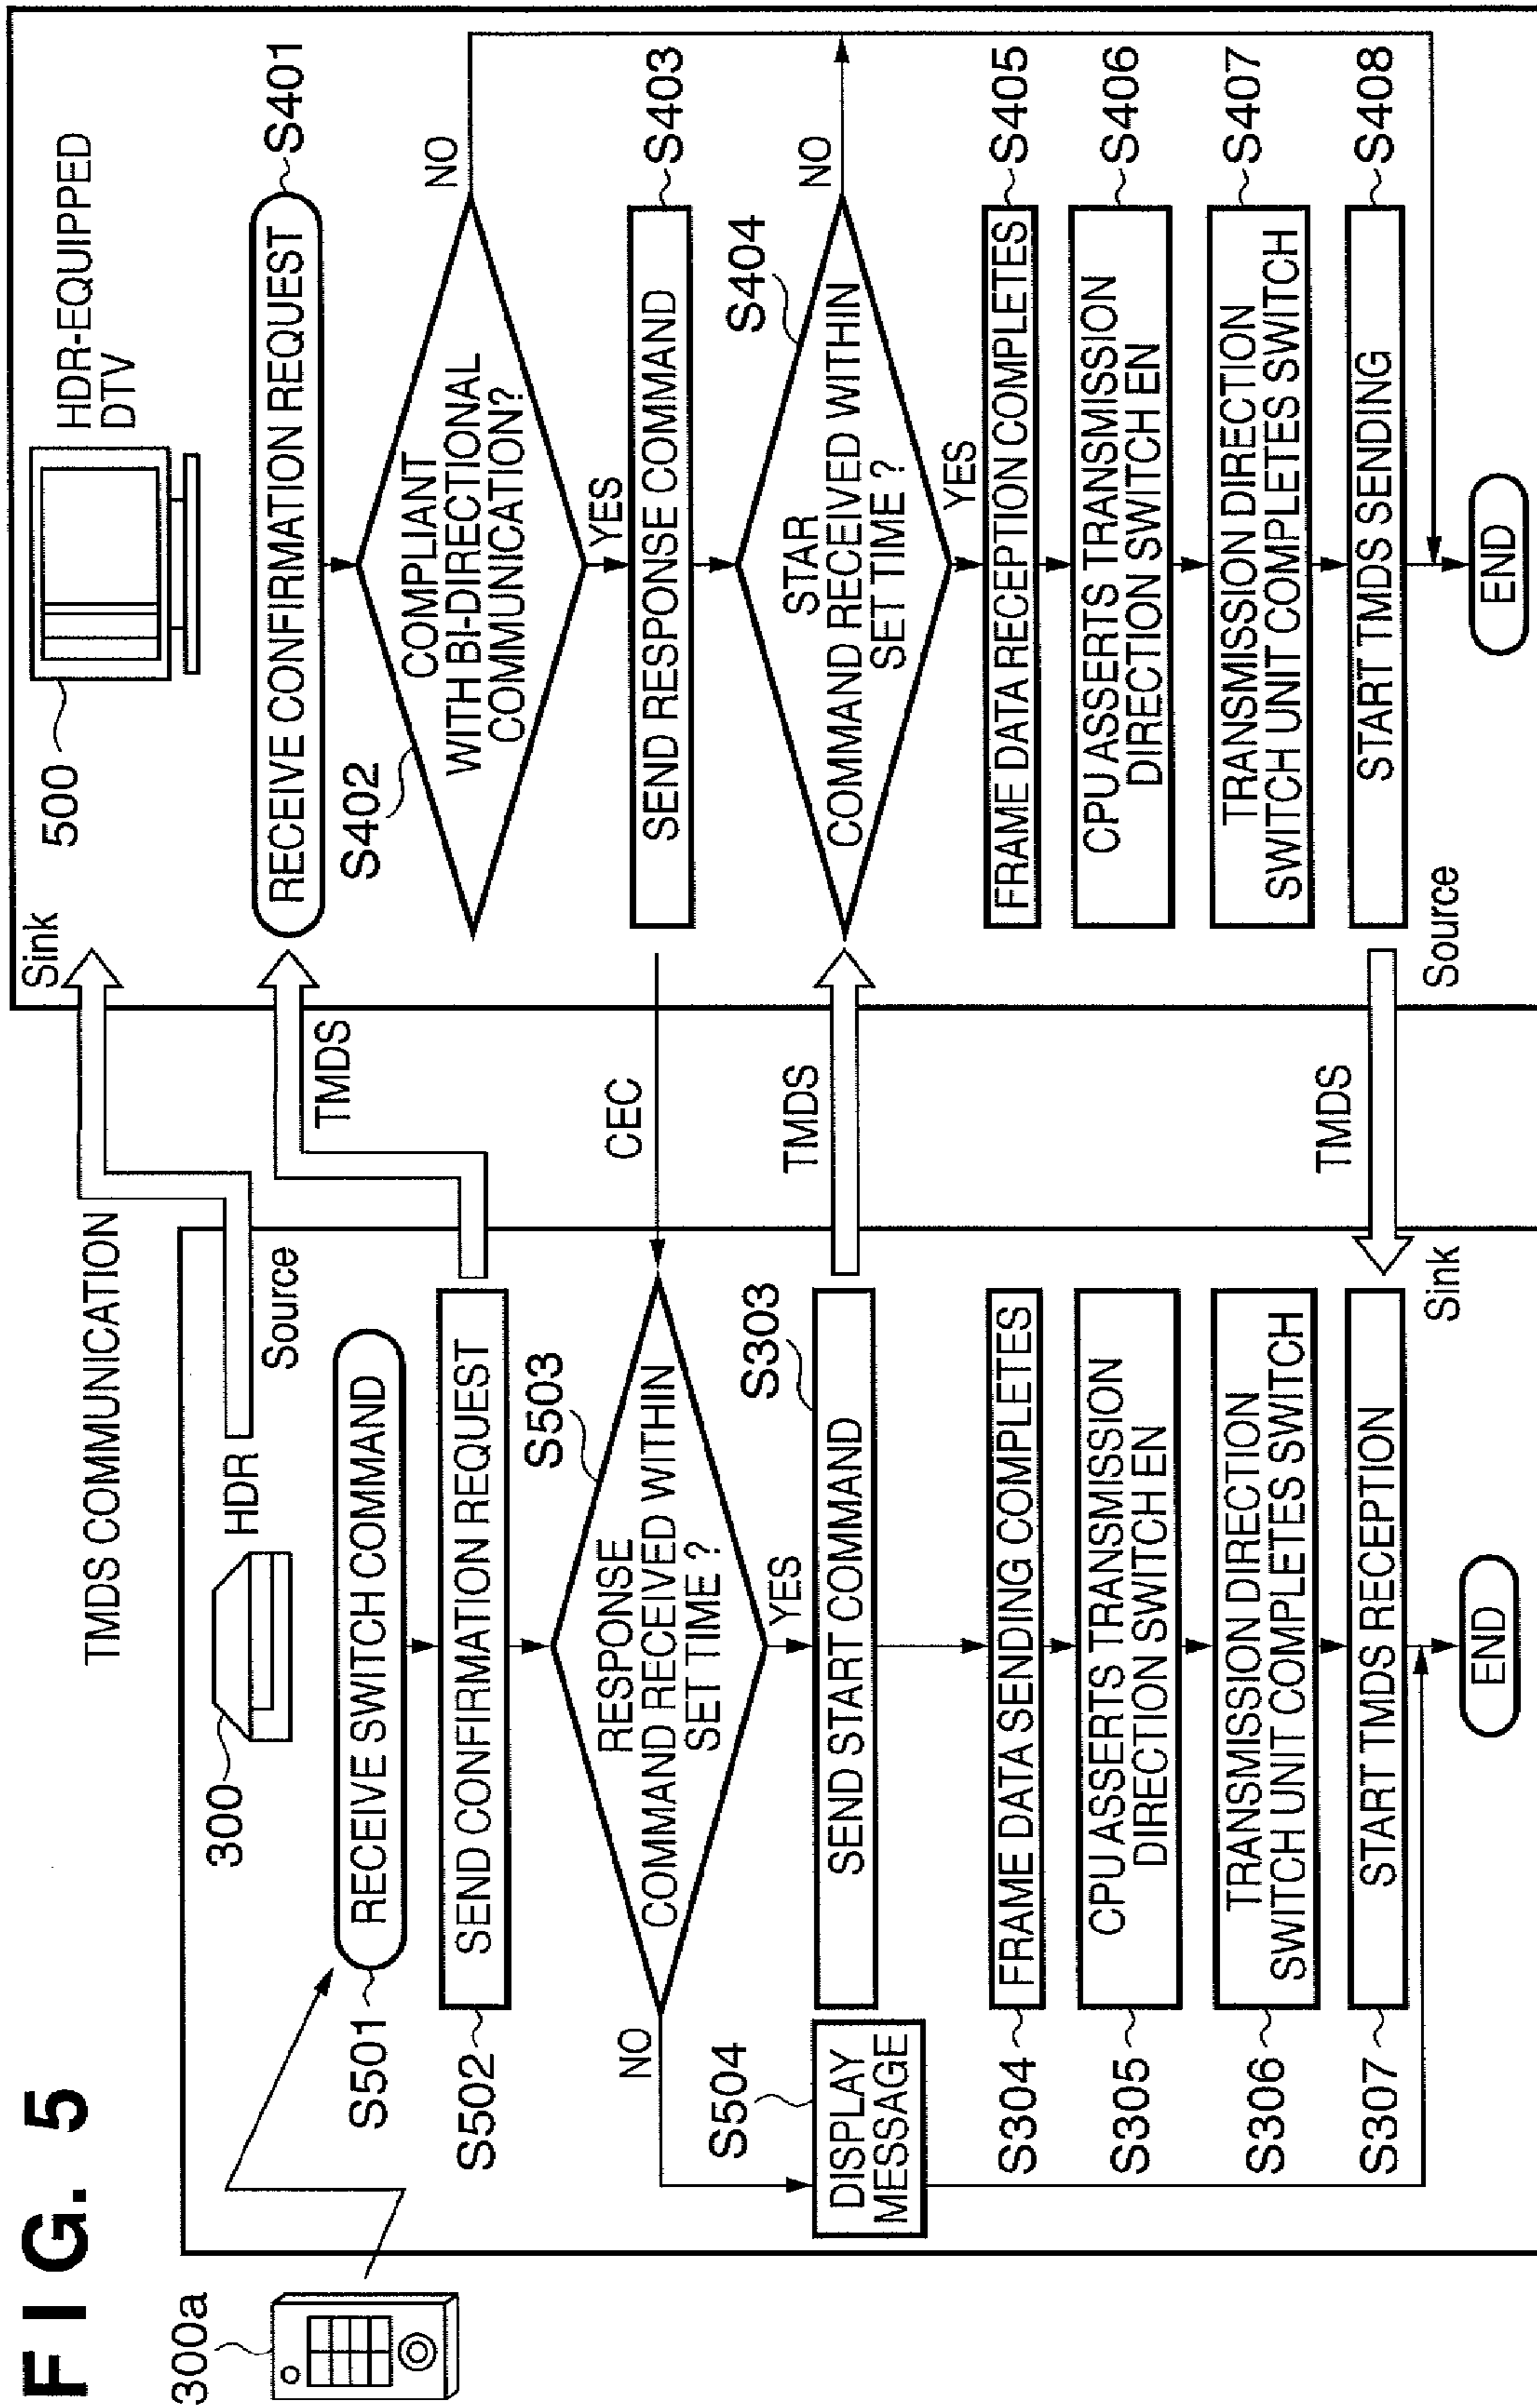 FIG. 5
TMDS COMMUNICATION
300a
300
HDR
Source
Sink
500
HDR-EQUIPPED
DTV
S501
RECEIVE SWITCH COMMAND
S502
SEND CONFIRMATION REQUEST
TMDS
RECEIVE CONFIRMATION REQUEST
S401
S503
RESPONSE
COMMAND RECEIVED WITHIN
SET TIME ?
NO
YES
CEC
S402
COMPLIANT
WITH BI-DIRECTIONAL
COMMUNICATION?
NO
YES
SEND RESPONSE COMMAND
S403
S504
DISPLAY
MESSAGE
S303
SEND START COMMAND
TMDS
S404
STAR
COMMAND RECEIVED WITHIN
SET TIME ?
NO
YES
S304
FRAME DATA SENDING COMPLETES
FRAME DATA RECEPTION COMPLETES
S405
S305
CPU ASSERTS TRANSMISSION
DIRECTION SWITCH EN
CPU ASSERTS TRANSMISSION
DIRECTION SWITCH EN
S406
S306
TRANSMISSION DIRECTION
SWITCH UNIT COMPLETES SWITCH
TRANSMISSION DIRECTION
SWITCH UNIT COMPLETES SWITCH
S407
S307
START TMDS RECEPTION
TMDS
START TMDS SENDING
S408
Sink
Source
END
END